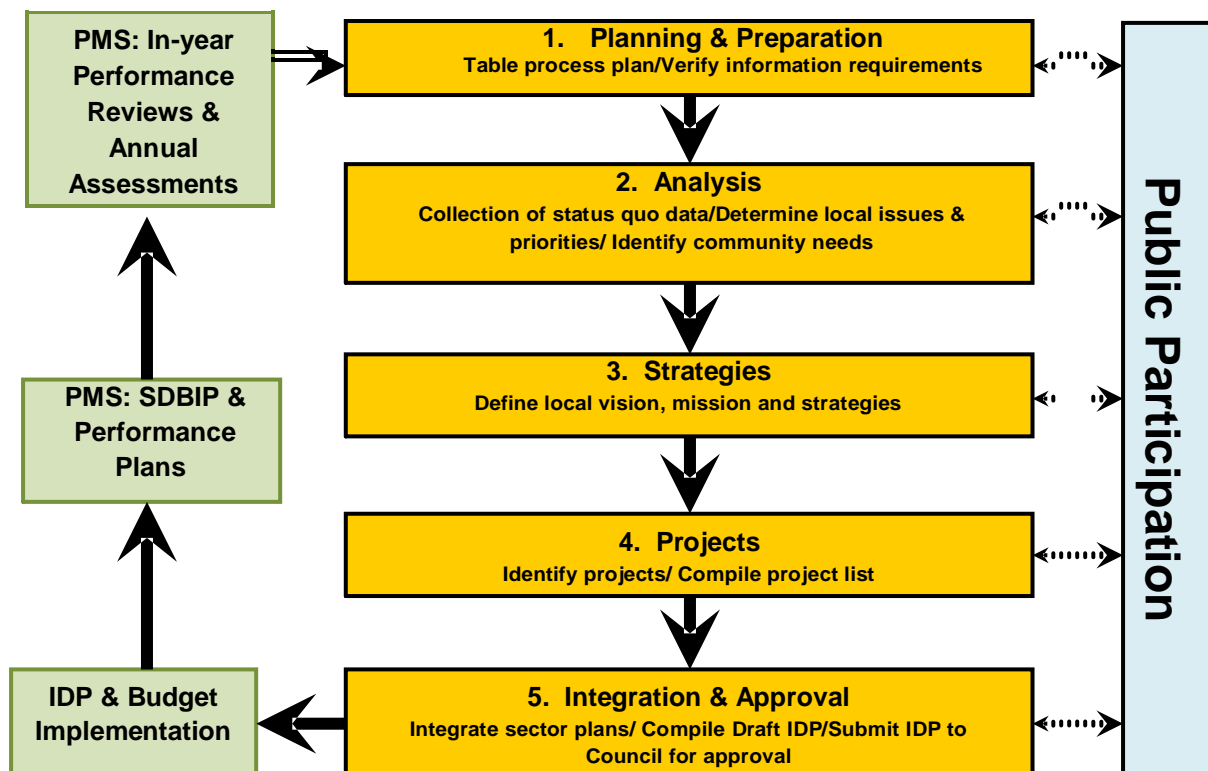 PMS: In-year
Performance
Reviews &
Annual
Assessments
1. Planning & Preparation
Table process plan/Verify information requirements
2. Analysis
Collection of status quo data/Determine local issues &
priorities/ Identify community needs
3. Strategies
Define local vision, mission and strategies
4. Projects
Identify projects/ Compile project list
5. Integration & Approval
Integrate sector plans/ Compile Draft IDP/Submit IDP to
Council for approval
IDP & Budget
Implementation
PMS: SDBIP &
Performance
Plans
Public Participation